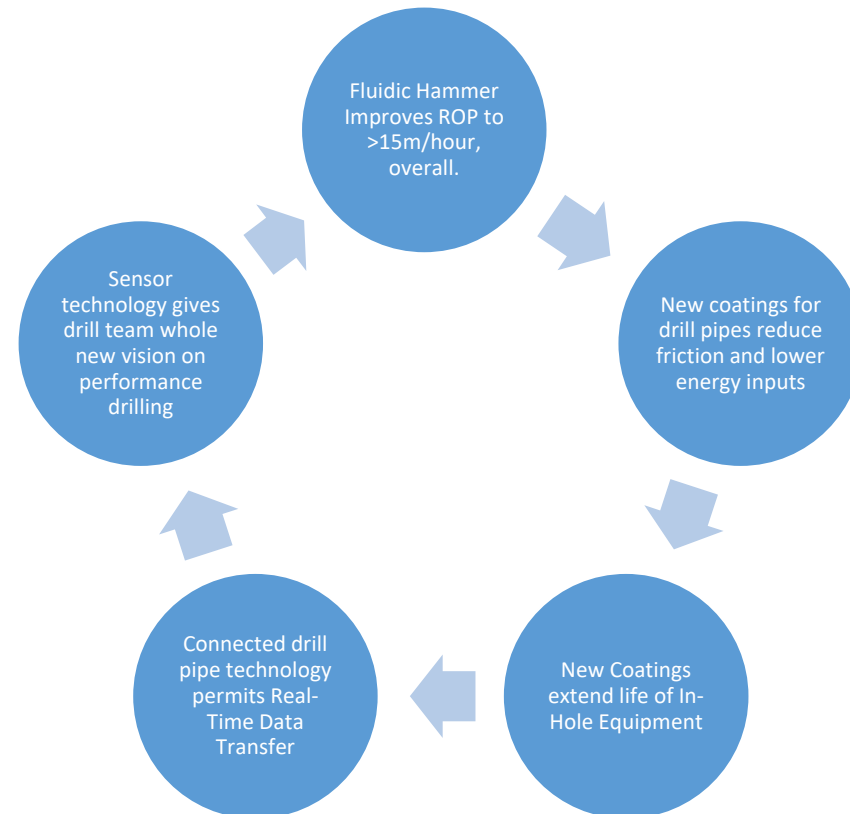 Fluidic Hammer
Improves ROP to
>15m/hour,
overall.
New coatings for
drill pipes reduce
friction and lower
energy inputs
New Coatings
extend life of In-
Hole Equipment
Connected drill
pipe technology
permits Real-
Time Data
Transfer
Sensor
technology gives
drill team whole
new vision on
performance
drilling